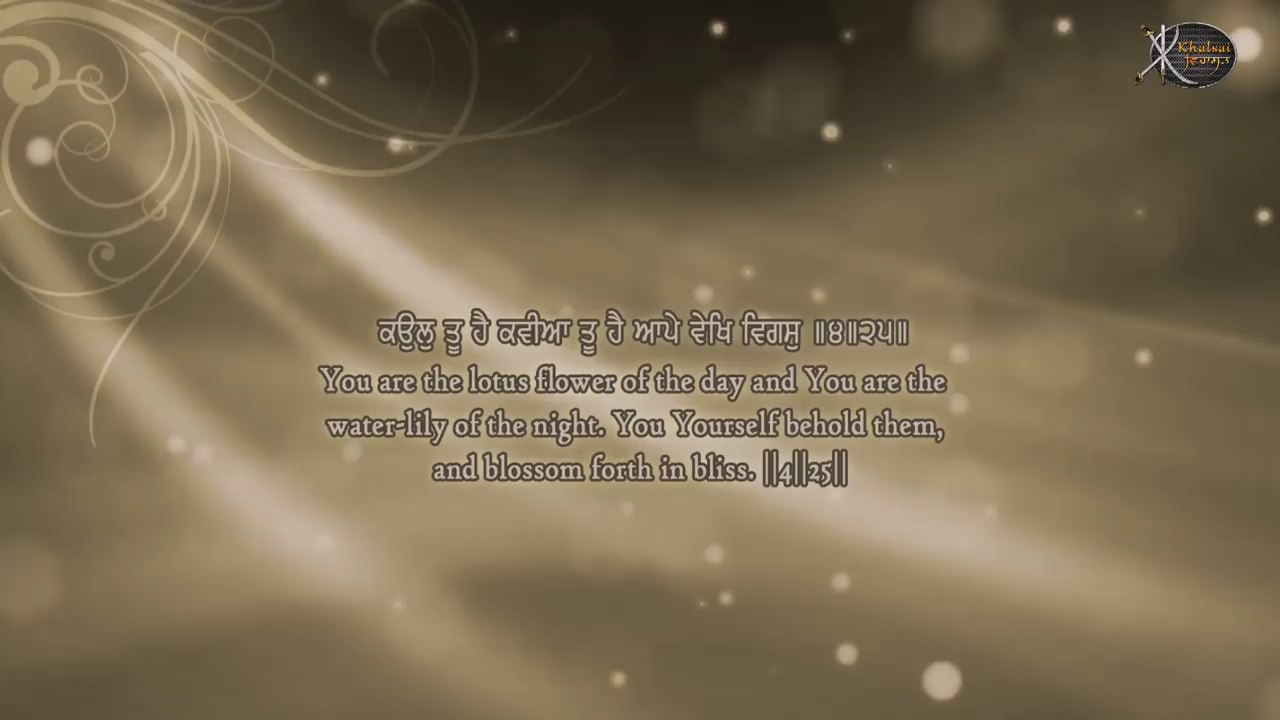 Khalsai
ਕਉਲੁ ਤੂ ਹੈ ਕਵੀਆ ਤੂ ਹੈ ਆਪੇ ਵੇਖਿ ਵਿਗਸੁ ॥੪॥੨੫॥
You are the lotus flower of the day and You are the
water-lily of the night. You Yourself behold them,
and blossom forth in bliss. ||4||25||